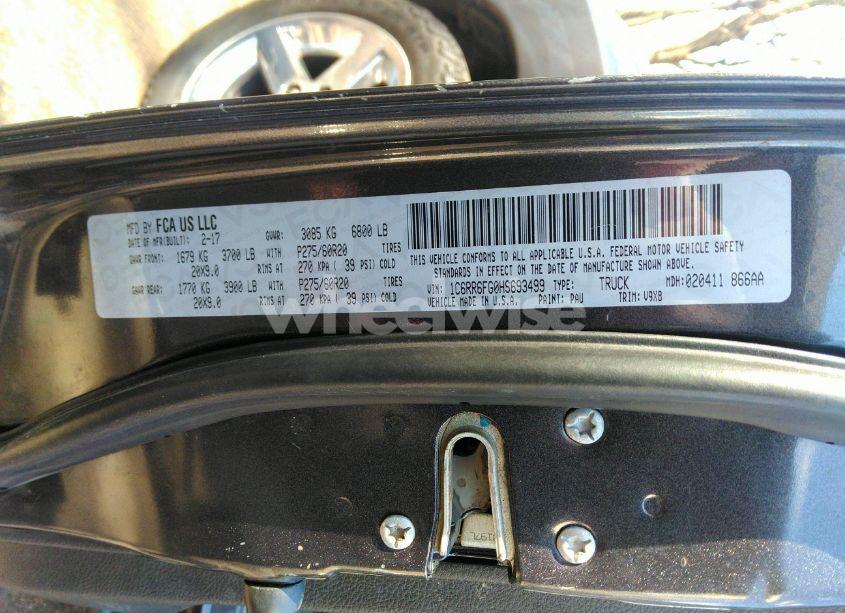 MFD BY FCA US LLC
DATE OF MFR(BUILT): 2-17 GVWR: 3085 KG 6800 LB
GAWR FRONT: 1679 KG 3700 LB WITH P275/60R20 TIRES
20X9.0 RIMS AT 270 KPA ( 39 PSI) COLD
GAWR REAR: 1770 KG 3900 LB WITH P275/60R20 TIRES
20X9.0 RIMS AT 270 KPA ( 39 PSI) COLD
THIS VEHICLE CONFORMS TO ALL APPLICABLE U.S.A. FEDERAL MOTOR VEHICLE SAFETY
STANDARDS IN EFFECT ON THE DATE OF MANUFACTURE SHOWN ABOVE.
VIN: 1C6RR6FG0HS693499 TYPE: TRUCK MDH:020411 866AA
VEHICLE MADE IN U.S.A. PAINT: PAU TRIM: V9X8
wheelwise